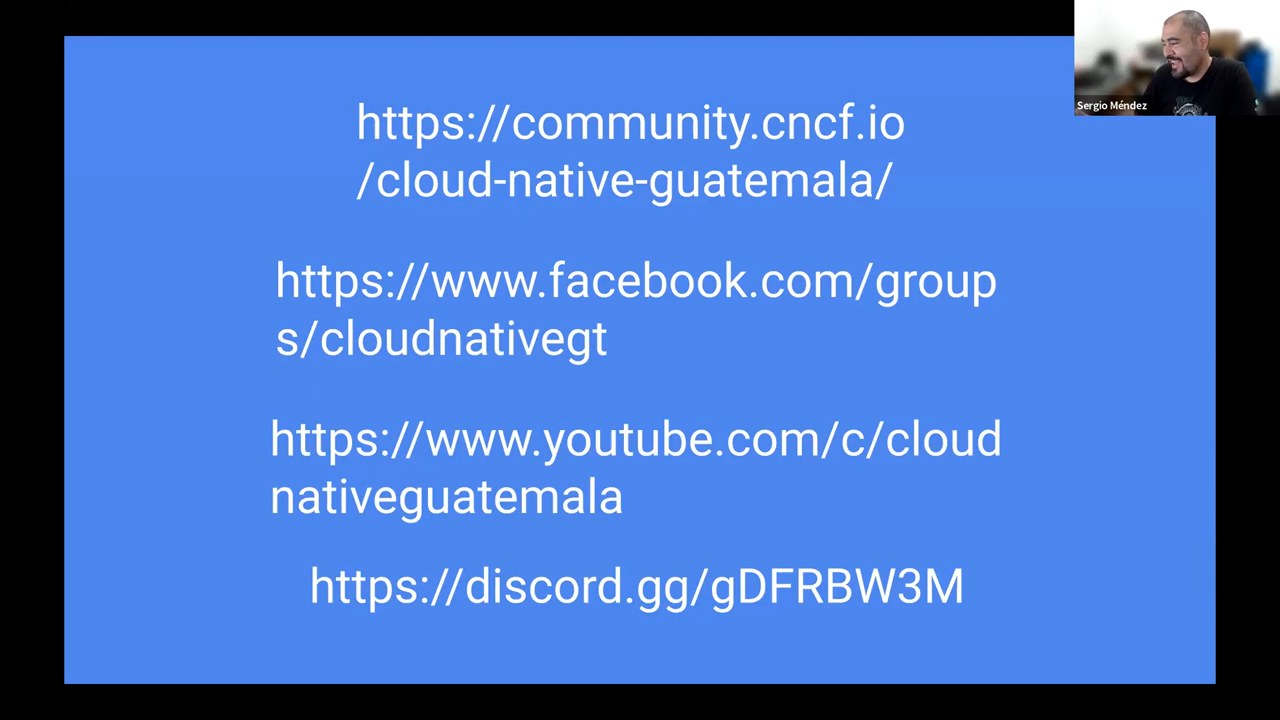 https://community.cncf.io
/cloud-native-guatemala/
https://www.facebook.com/group
s/cloudnativegt
https://www.youtube.com/c/cloud
nativeguatemala
https://discord.gg/gDFRBW3M
Sergio Méndez